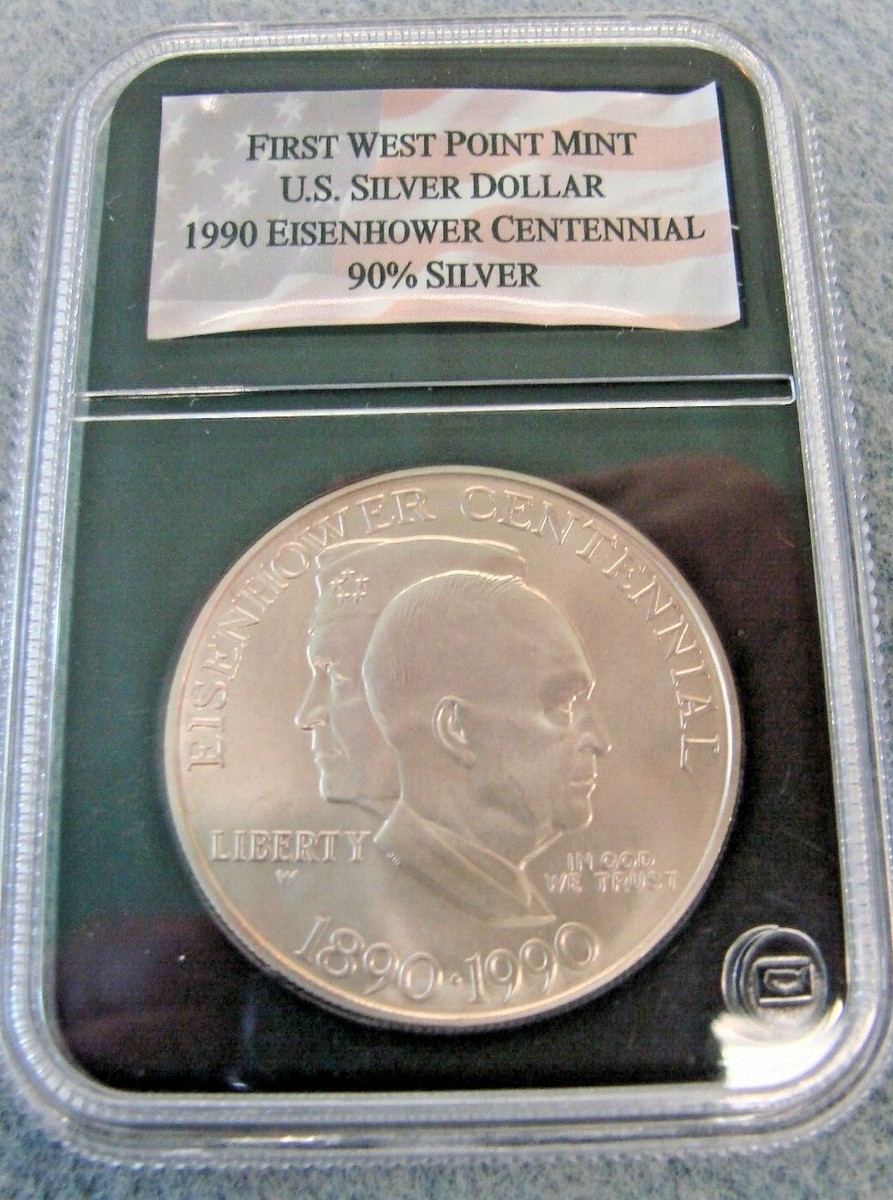 FIRST WEST POINT MINT
U.S. SILVER DOLLAR
1990 EISENHOWER CENTENNIAL
90% SILVER
EISENHOWER CENTENNIAL
LIBERTY
W
IN GOD
WE TRUST
1890·1990